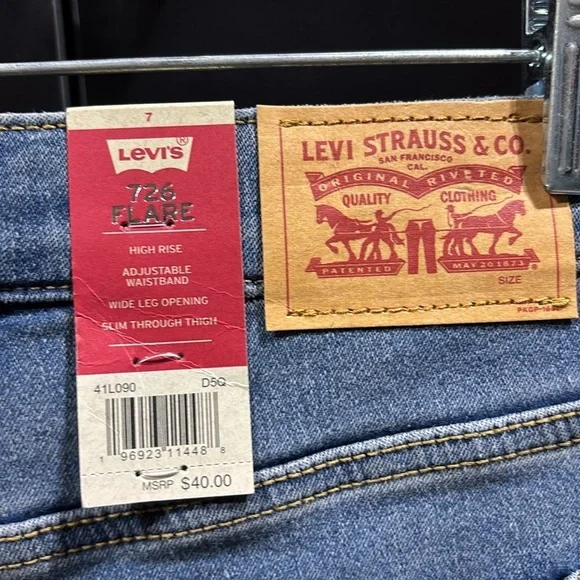 7
LEVI'S®
726
FLARE
HIGH RISE
ADJUSTABLE
WAISTBAND
WIDE LEG OPENING
SLIM THROUGH THIGH
41L090 D5Q
1 96923 11448 8
MSRP $40.00
LEVI STRAUSS & CO.
SAN FRANCISCO
CAL.
ORIGINAL RIVETED
QUALITY CLOTHING
PATENTED MAY 20 1873
SIZE